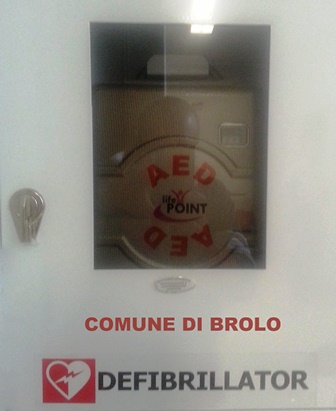 AED
life
POINT
AED
COMUNE DI BROLO
DEFIBRILLATOR